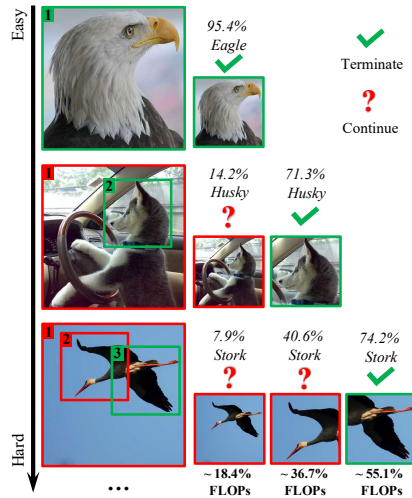 Easy
1
95.4%
Eagle
Terminate
?
Continue
1
2
14.2%
Husky
?
71.3%
Husky
1
2
3
7.9%
Stork
?
40.6%
Stork
?
74.2%
Stork
Hard
...
~ 18.4%
FLOPs
~ 36.7%
FLOPs
~ 55.1%
FLOPs